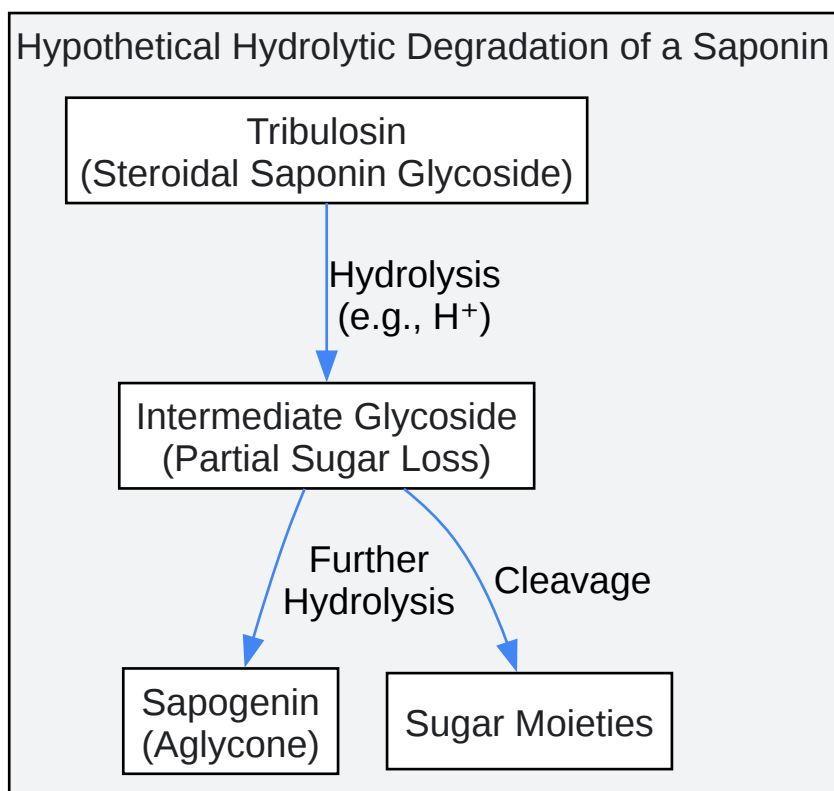 Hypothetical Hydrolytic Degradation of a Saponin
Tribulosin
(Steroidal Saponin Glycoside)
Hydrolysis
(e.g., H⁺)
Intermediate Glycoside
(Partial Sugar Loss)
Further
Hydrolysis
Cleavage
Sapogenin
(Aglycone)
Sugar Moieties